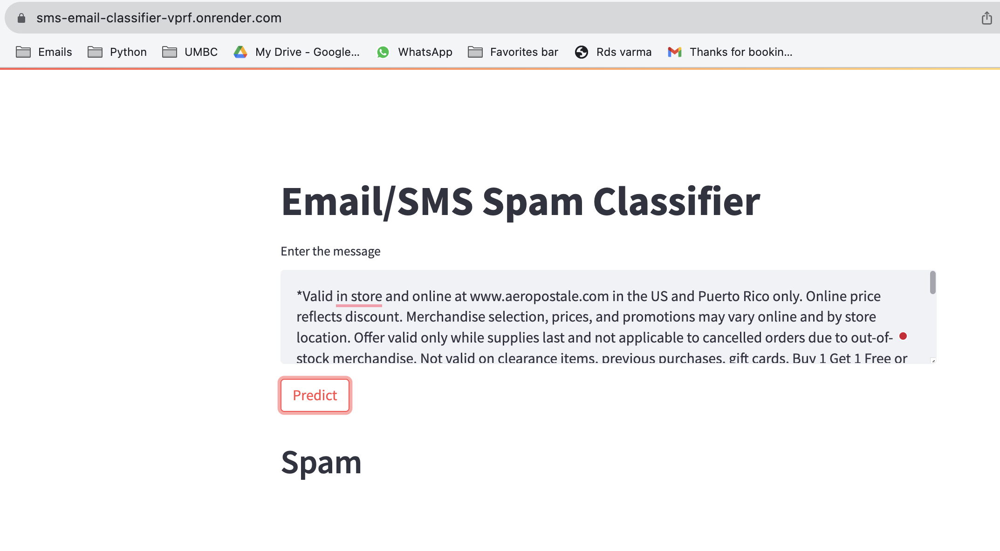 sms-email-classifier-vprf.onrender.com
Emails Python UMBC My Drive - Google... WhatsApp Favorites bar Rds varma Thanks for bookin...
Email/SMS Spam Classifier
Enter the message
*Valid in store and online at www.aeropostale.com in the US and Puerto Rico only. Online price
reflects discount. Merchandise selection, prices, and promotions may vary online and by store
location. Offer valid only while supplies last and not applicable to cancelled orders due to out-of-
stock merchandise. Not valid on clearance items, previous purchases, gift cards, Buy 1 Get 1 Free or
Predict
Spam